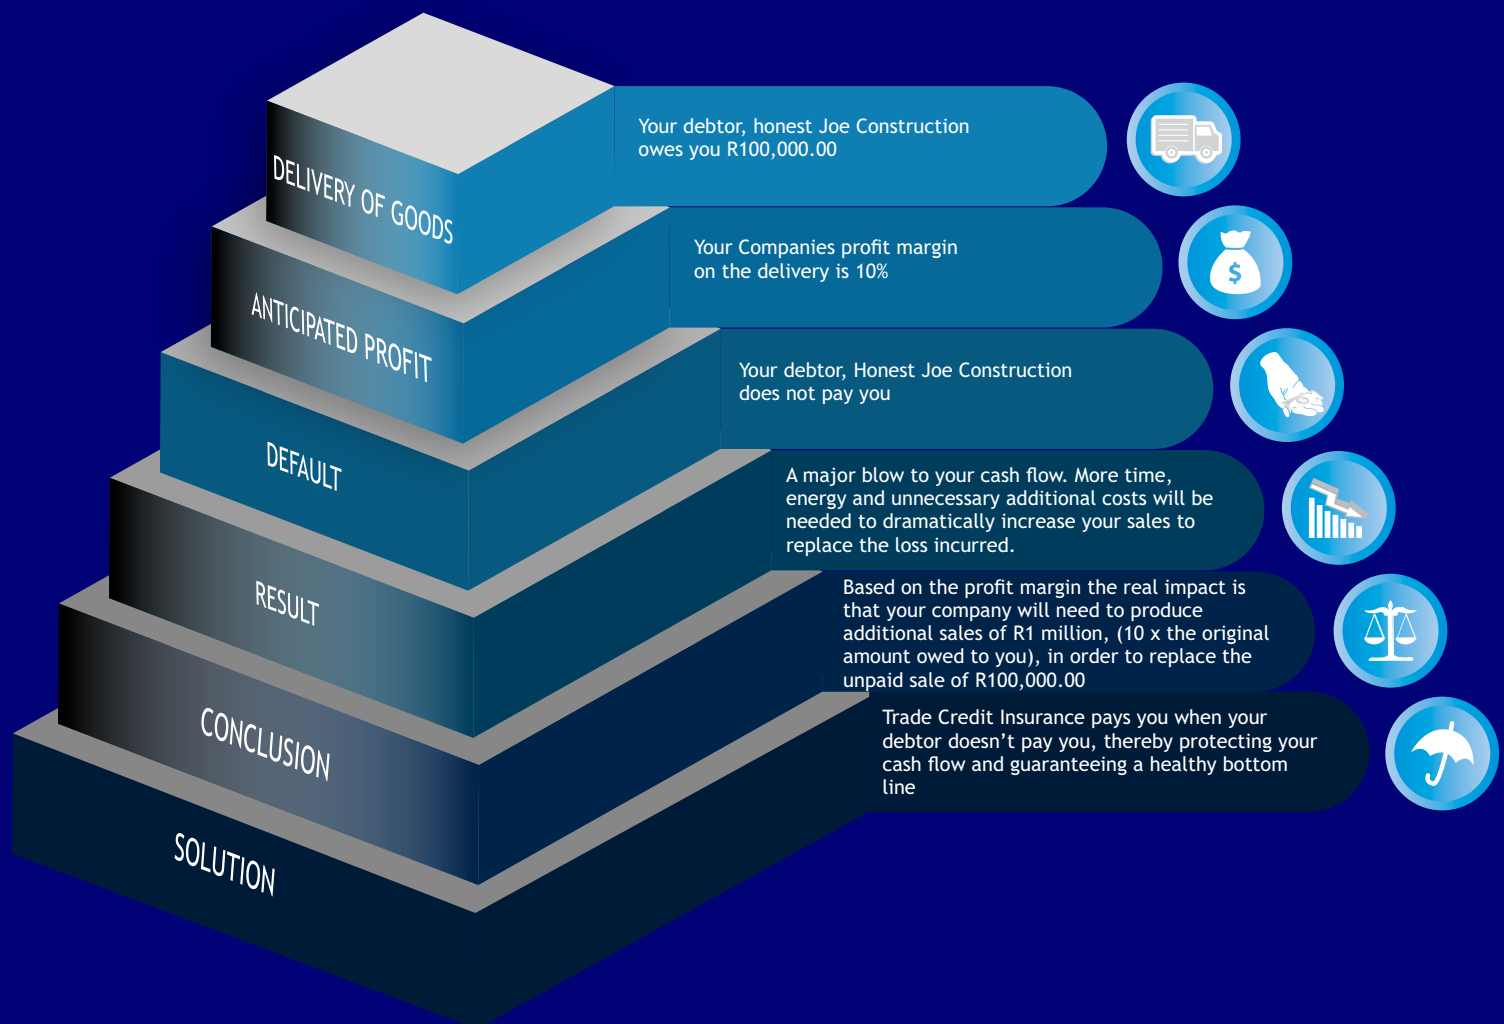 DELIVERY OF GOODS
Your debtor, honest Joe Construction
owes you R100,000.00
ANTICIPATED PROFIT
Your Companies profit margin
on the delivery is 10%
$
DEFAULT
Your debtor, Honest Joe Construction
does not pay you
RESULT
A major blow to your cash flow. More time,
energy and unnecessary additional costs will be
needed to dramatically increase your sales to
replace the loss incurred.
CONCLUSION
Based on the profit margin the real impact is
that your company will need to produce
additional sales of R1 million, (10 x the original
amount owed to you), in order to replace the
unpaid sale of R100,000.00
SOLUTION
Trade Credit Insurance pays you when your
debtor doesn’t pay you, thereby protecting your
cash flow and guaranteeing a healthy bottom
line